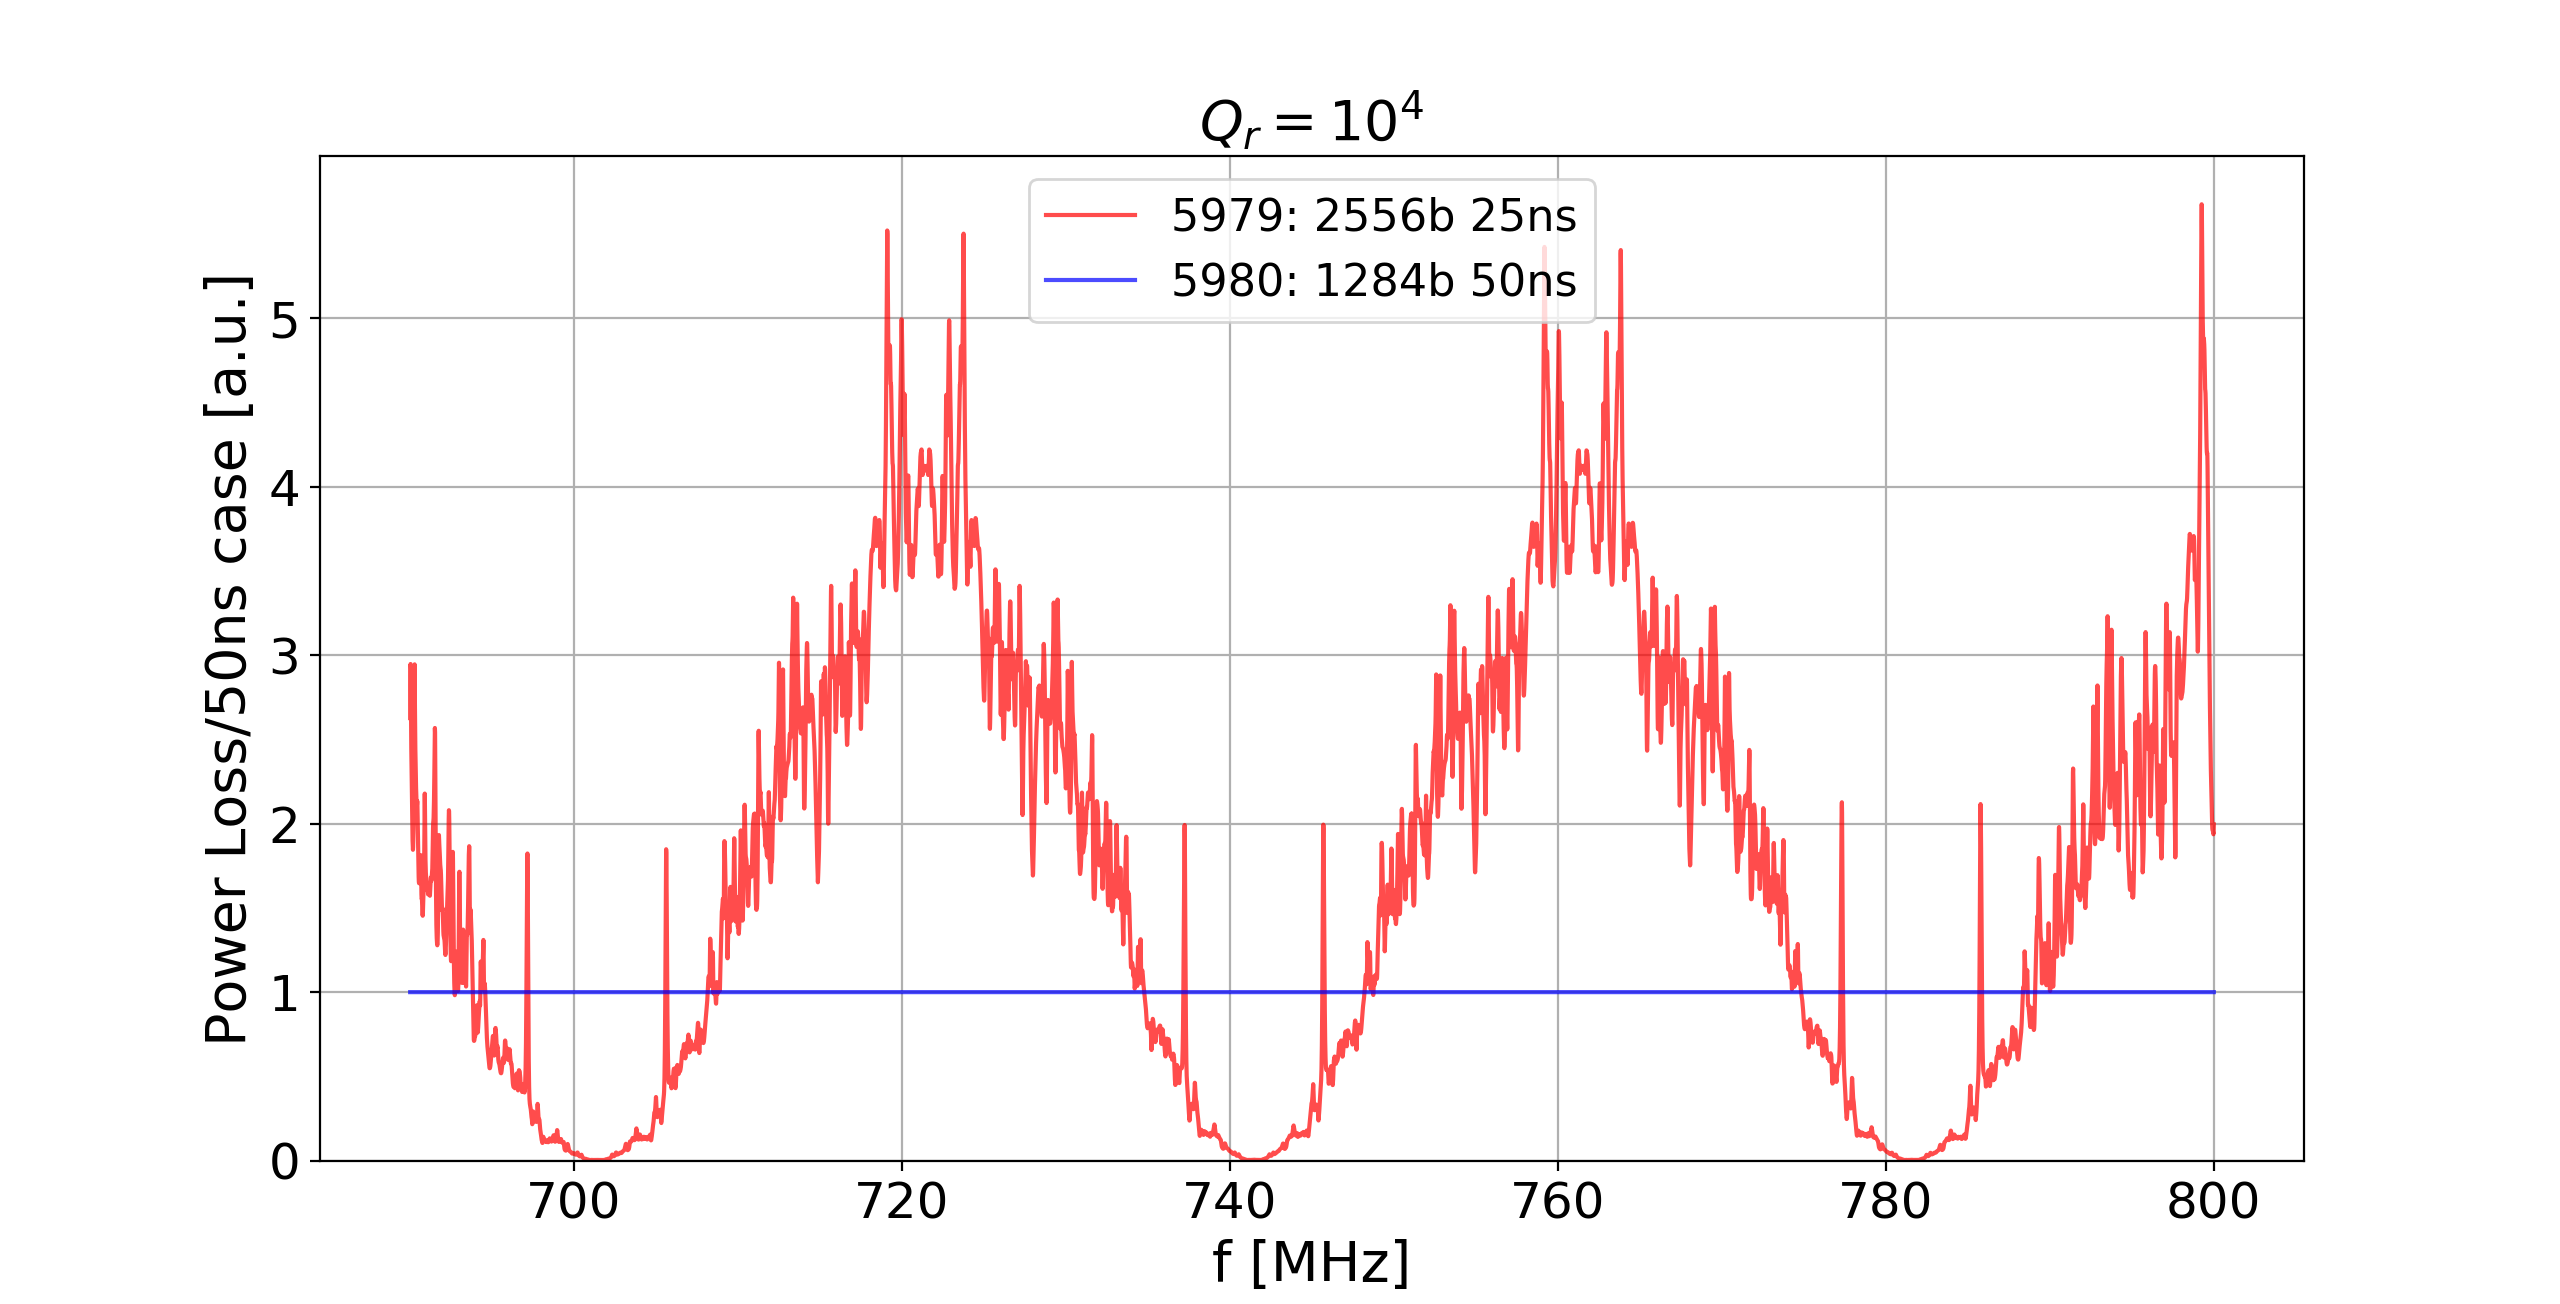 Q_r = 10^4
5979: 2556b 25ns
5980: 1284b 50ns
Power Loss/50ns case [a.u.]
5
4
3
2
1
0
700 720 740 760 780 800
f [MHz]